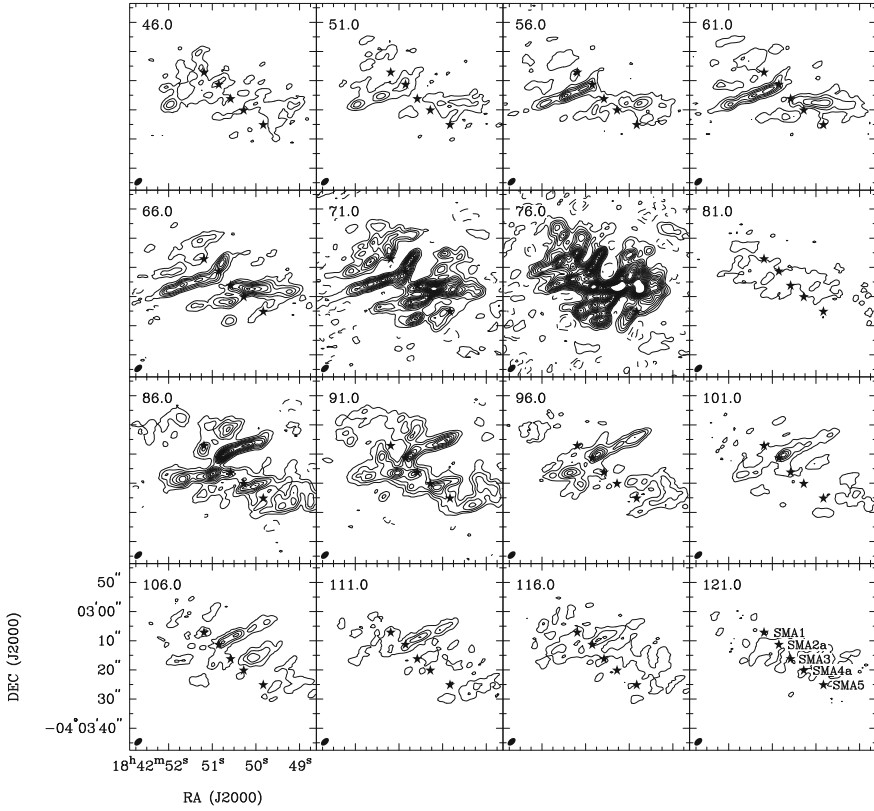 46.0 51.0 56.0 61.0
66.0 71.0 76.0 81.0
86.0 91.0 96.0 101.0
106.0 111.0 116.0 121.0
50"
03'00"
10"
20"
30"
−04°03'40"
DEC (J2000)
SMA1
SMA2a
SMA3
SMA4a
SMA5
18h42m52s 51s 50s 49s
RA (J2000)